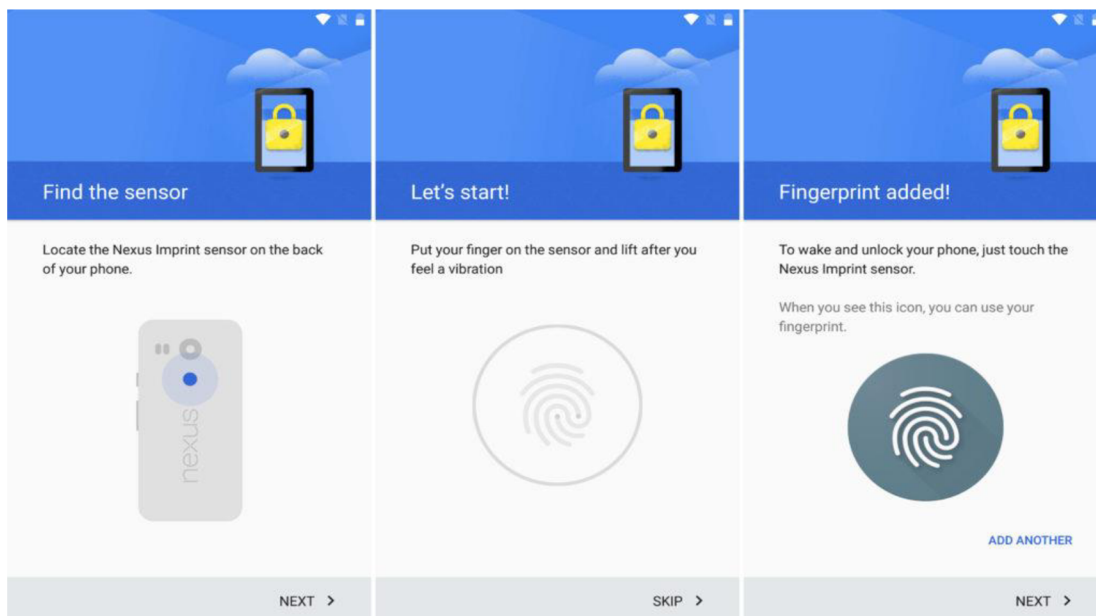 Find the sensor
Locate the Nexus Imprint sensor on the back
of your phone.
nexus
NEXT >
Let's start!
Put your finger on the sensor and lift after you
feel a vibration
SKIP >
Fingerprint added!
To wake and unlock your phone, just touch the
Nexus Imprint sensor.
When you see this icon, you can use your
fingerprint.
ADD ANOTHER
NEXT >